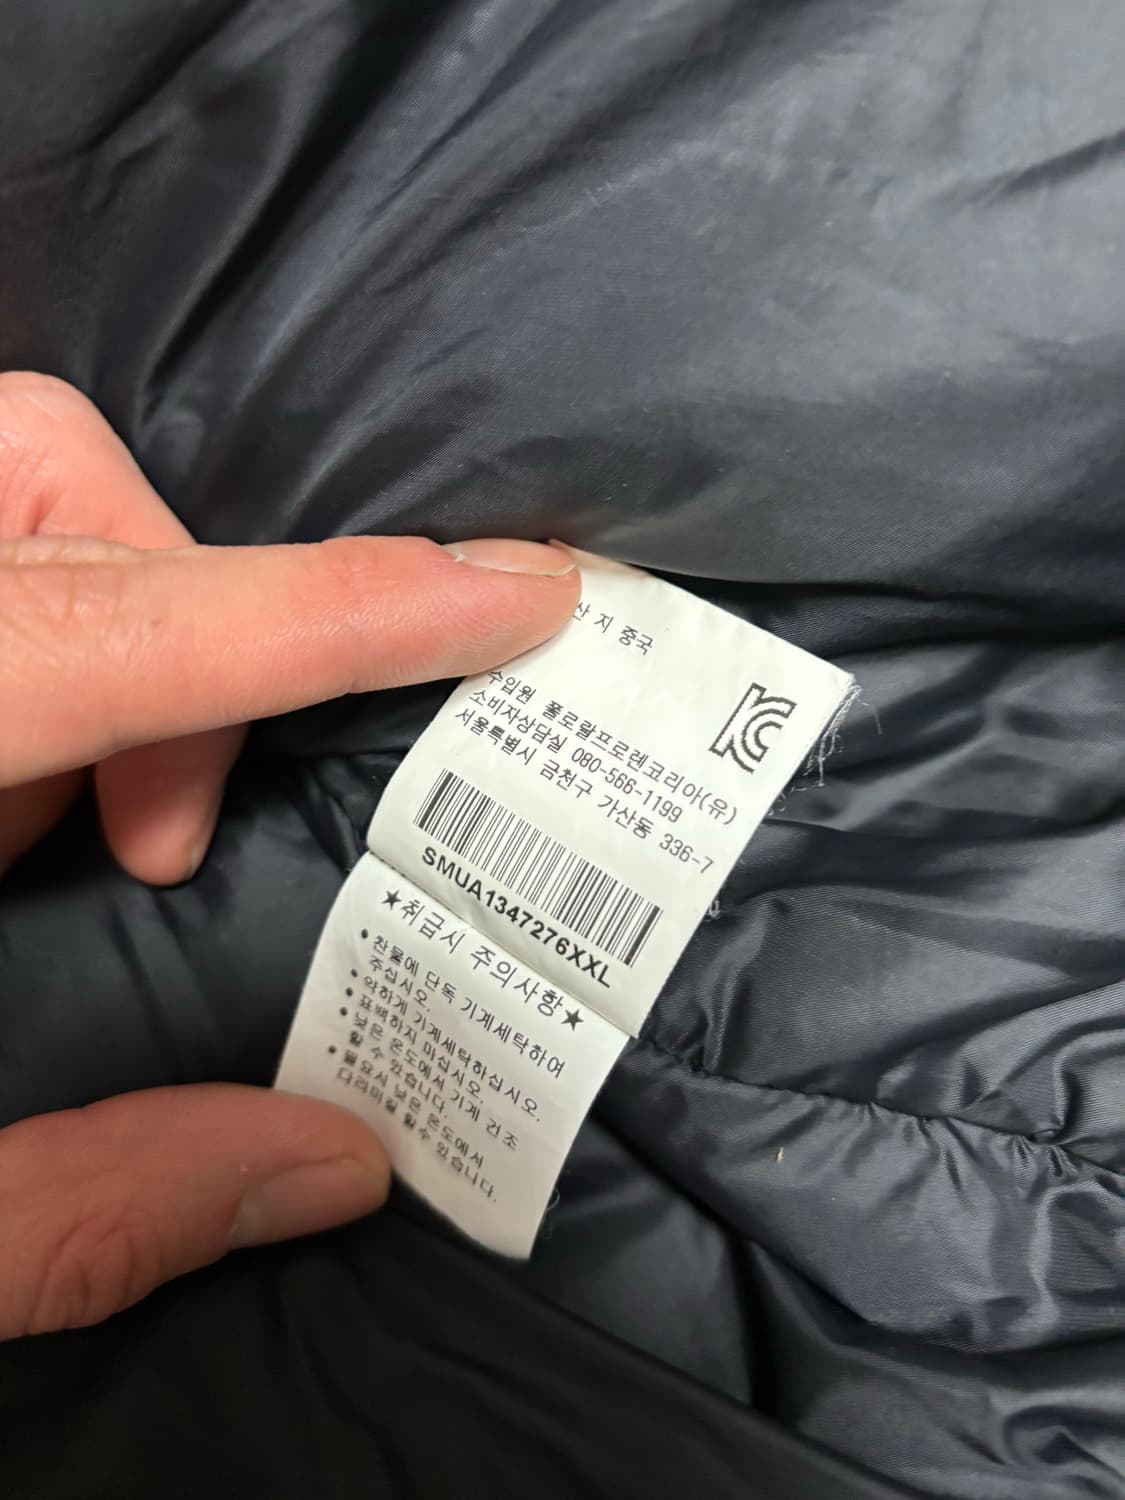 산 지 중국
KC
수입원 폴로랄프로렌코리아(유)
소비자상담실 080-566-1199
서울특별시 금천구 가산동 336-7
SMUA1347276XXL
★취급시 주의사항★
• 찬물에 단독 기계세탁하여
주십시오.
• 약하게 기계세탁하십시오.
• 표백하지 마십시오.
• 낮은 온도에서 기계 건조
할 수 있습니다.
• 필요시 낮은 온도에서
다리미질 할수 있습니다.